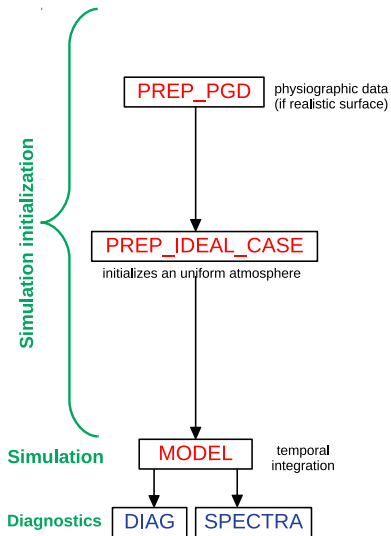 PREP_PGD
physiographic data
(if realistic surface)
Simulation initialization
PREP_IDEAL_CASE
initializes an uniform atmosphere
Simulation
MODEL
temporal
integration
Diagnostics
DIAG
SPECTRA